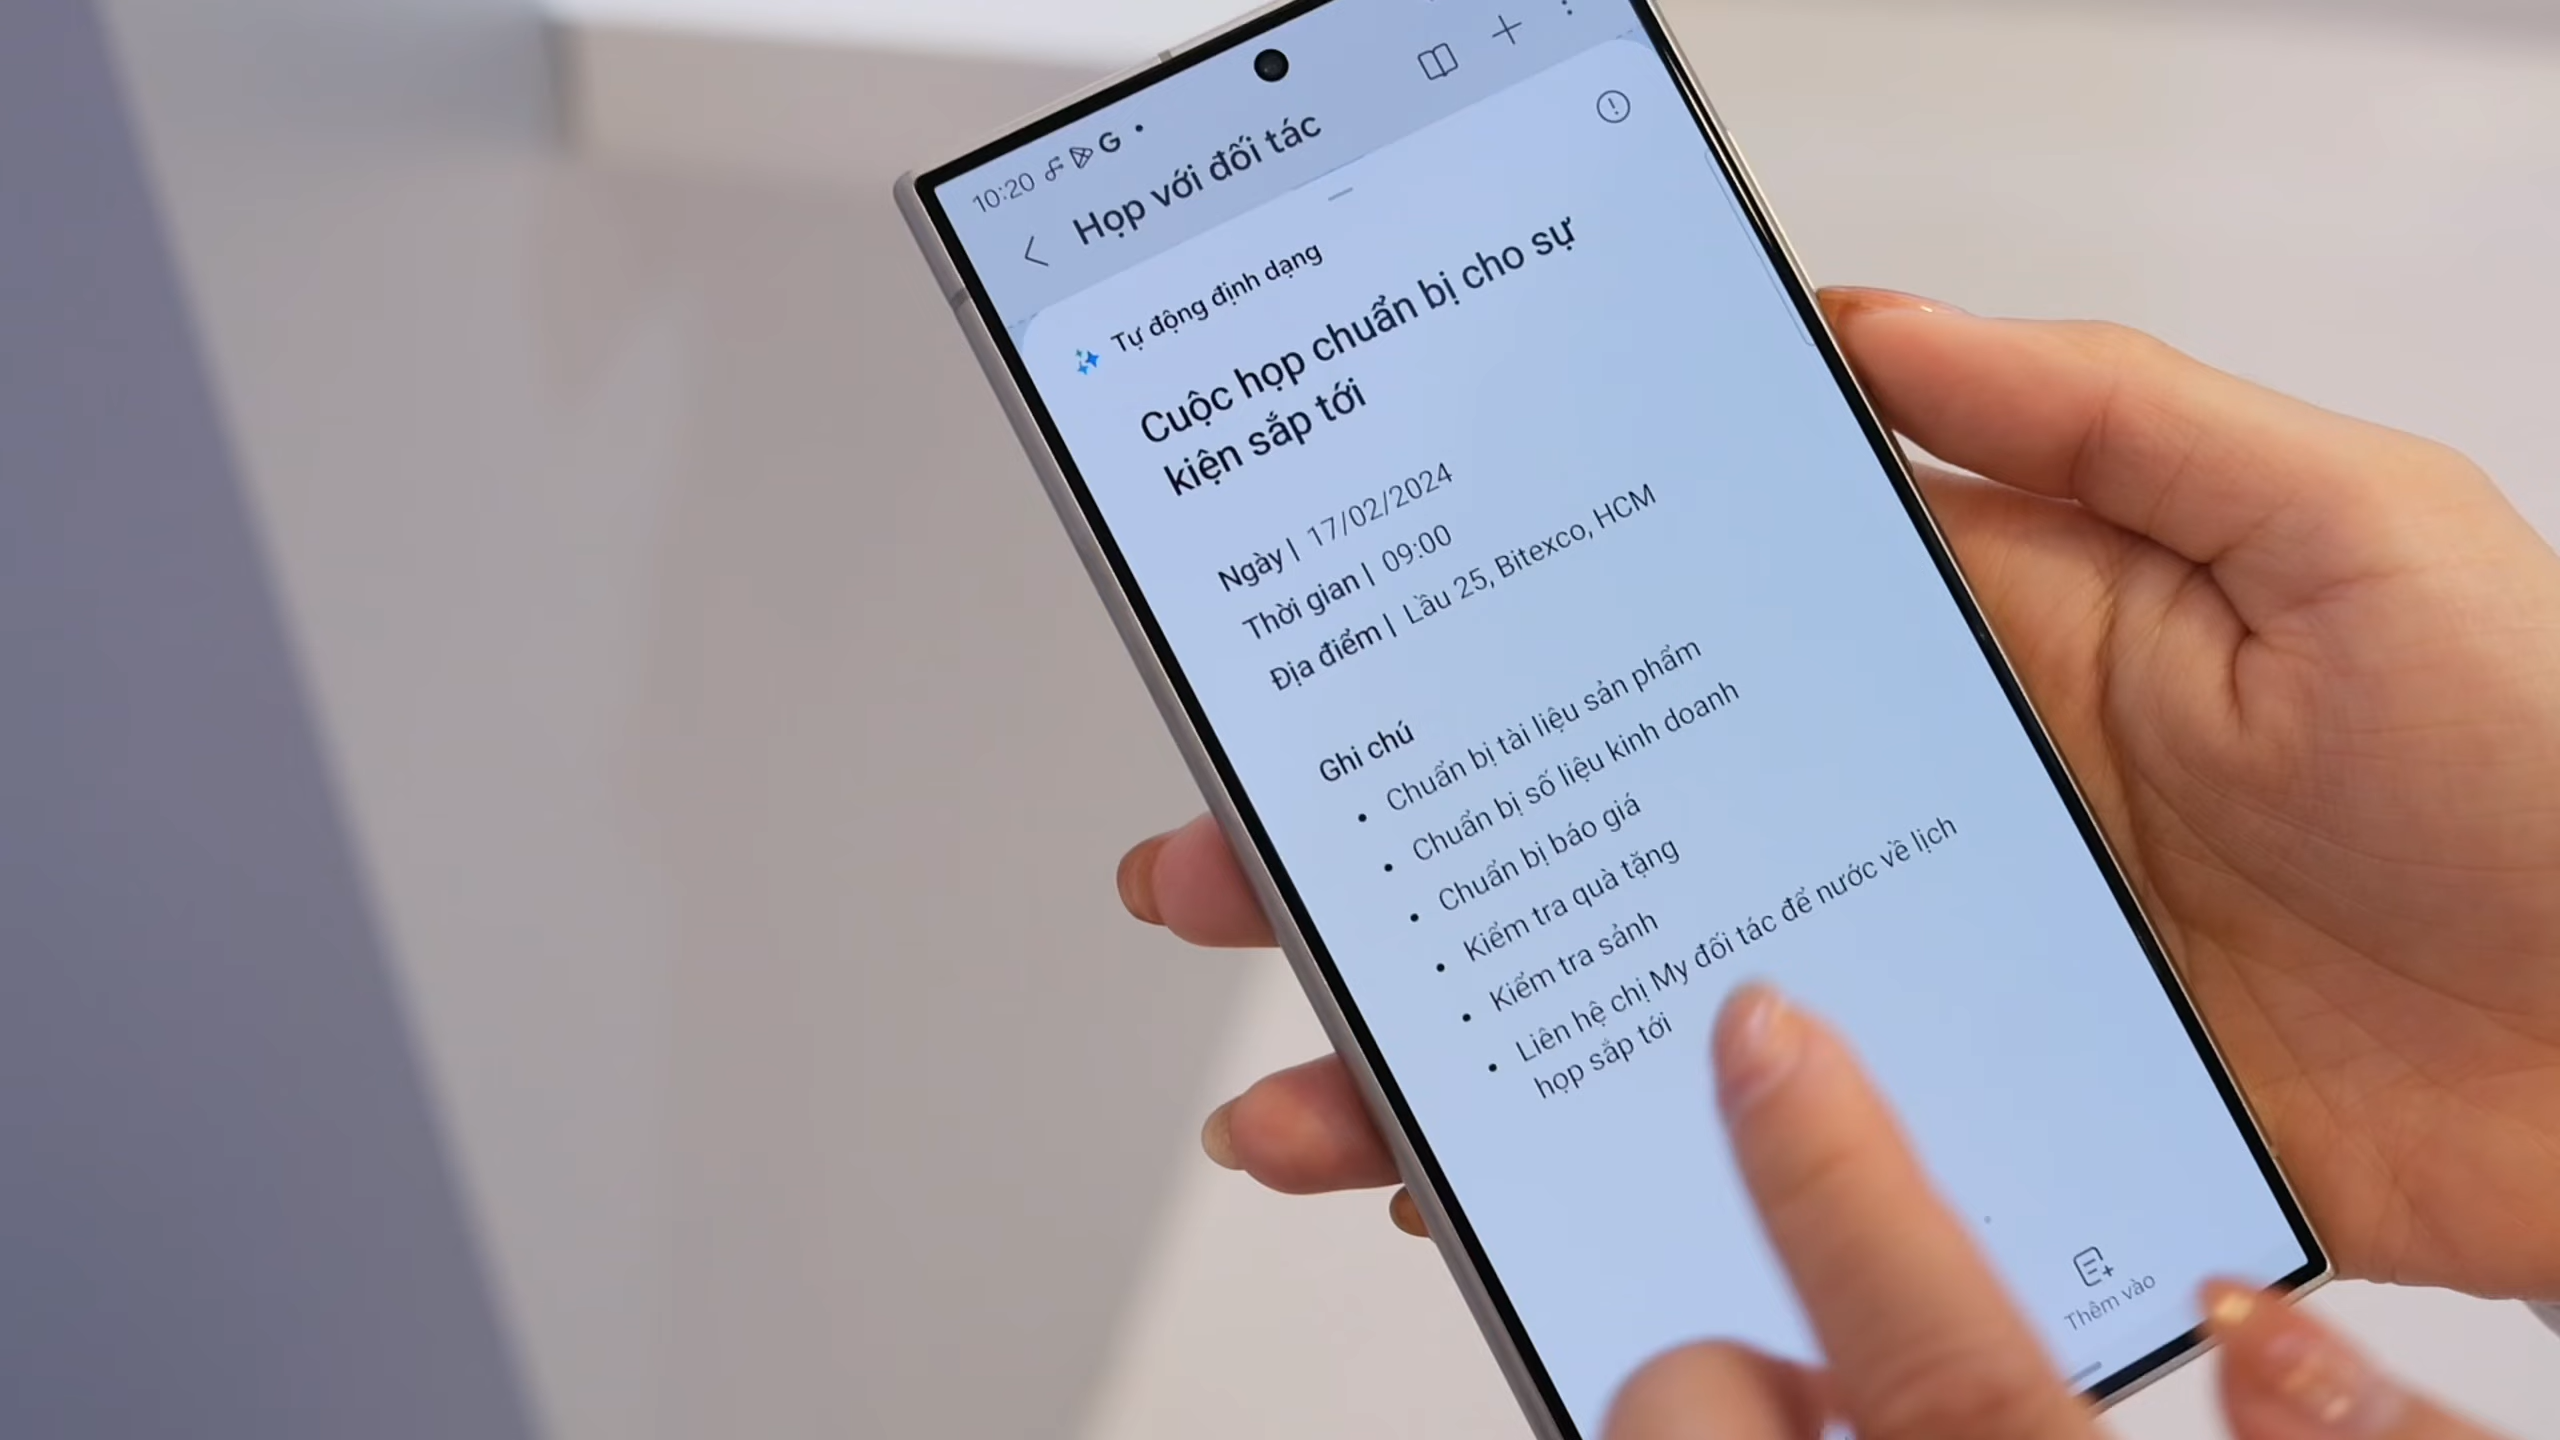 10:20 G
Họp với đối tác
Tự động định dạng
Cuộc họp chuẩn bị cho sự
kiện sắp tới
Ngày | 17/02/2024
Thời gian | 09:00
Địa điểm | Lầu 25, Bitexco, HCM
Ghi chú
• Chuẩn bị tài liệu sản phẩm
• Chuẩn bị số liệu kinh doanh
• Chuẩn bị báo giá
• Kiểm tra quà tặng
• Kiểm tra sảnh
• Liên hệ chị My đối tác để nước về lịch
họp sắp tới
Thêm vào